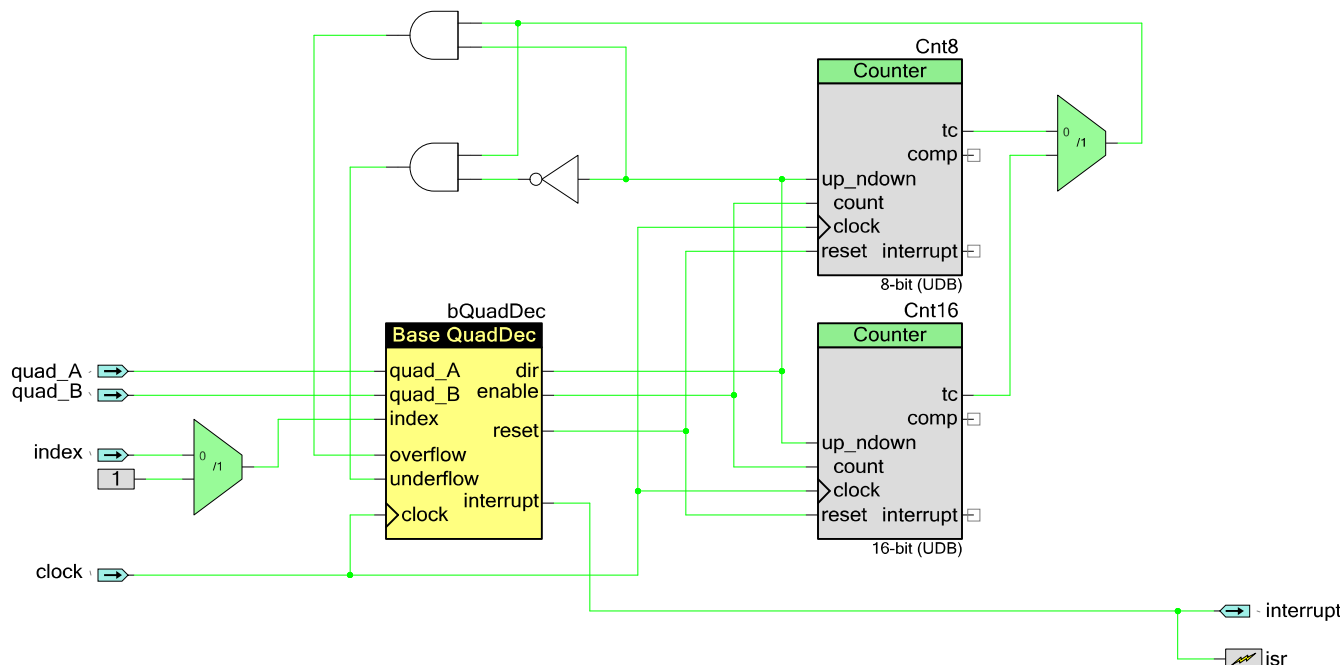 Cnt8
Counter
tc
comp
up_ndown
count
clock
reset interrupt
8-bit (UDB)
0
/1
bQuadDec
Base QuadDec
quad_A
quad_B
index
overflow
underflow
clock
dir
enable
reset
interrupt
Cnt16
Counter
tc
comp
up_ndown
count
clock
reset interrupt
16-bit (UDB)
quad_A
quad_B
index
1
0
/1
clock
interrupt
isr